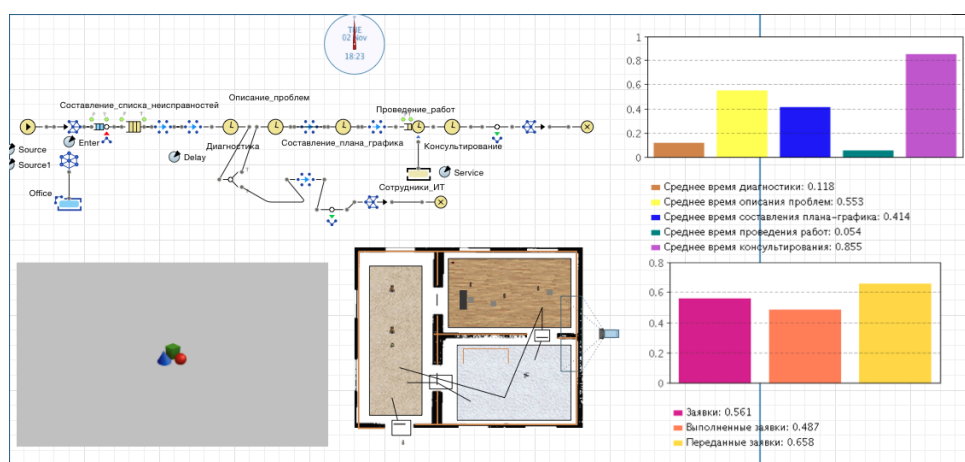 TUE
02 Nov
18:23
Составление_списка_неисправностей
Описание_проблем
Проведение_работ
Source
Enter
Source1
Delay
Диагностика
Составление_плана_графика
Консультирование
Service
Office
Сотрудники_ИТ
1
0.8
0.6
0.4
0.2
0
Среднее время диагностики: 0.118
Среднее время описания проблем: 0.553
Среднее время составления плана-графика: 0.414
Среднее время проведения работ: 0.054
Среднее время консультирования: 0.855
0.8
0.6
0.4
0.2
0
Заявки: 0.561
Выполненные заявки: 0.487
Переданные заявки: 0.658